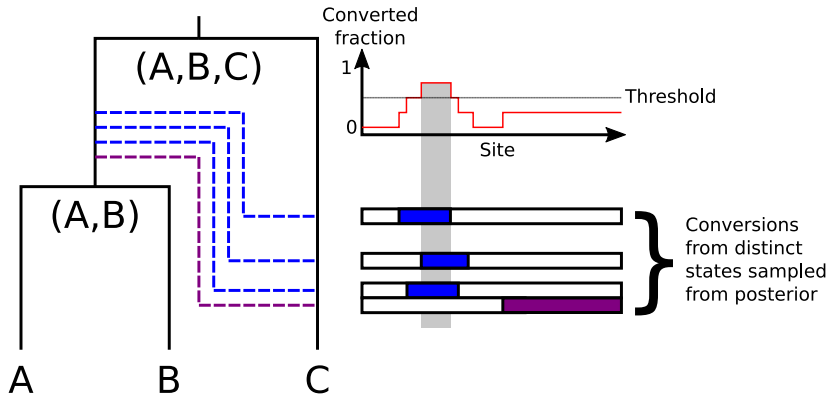 (A,B,C)
(A,B)
A
B
C
Converted
fraction
1
0
Threshold
Site
Conversions
from distinct
states sampled
from posterior